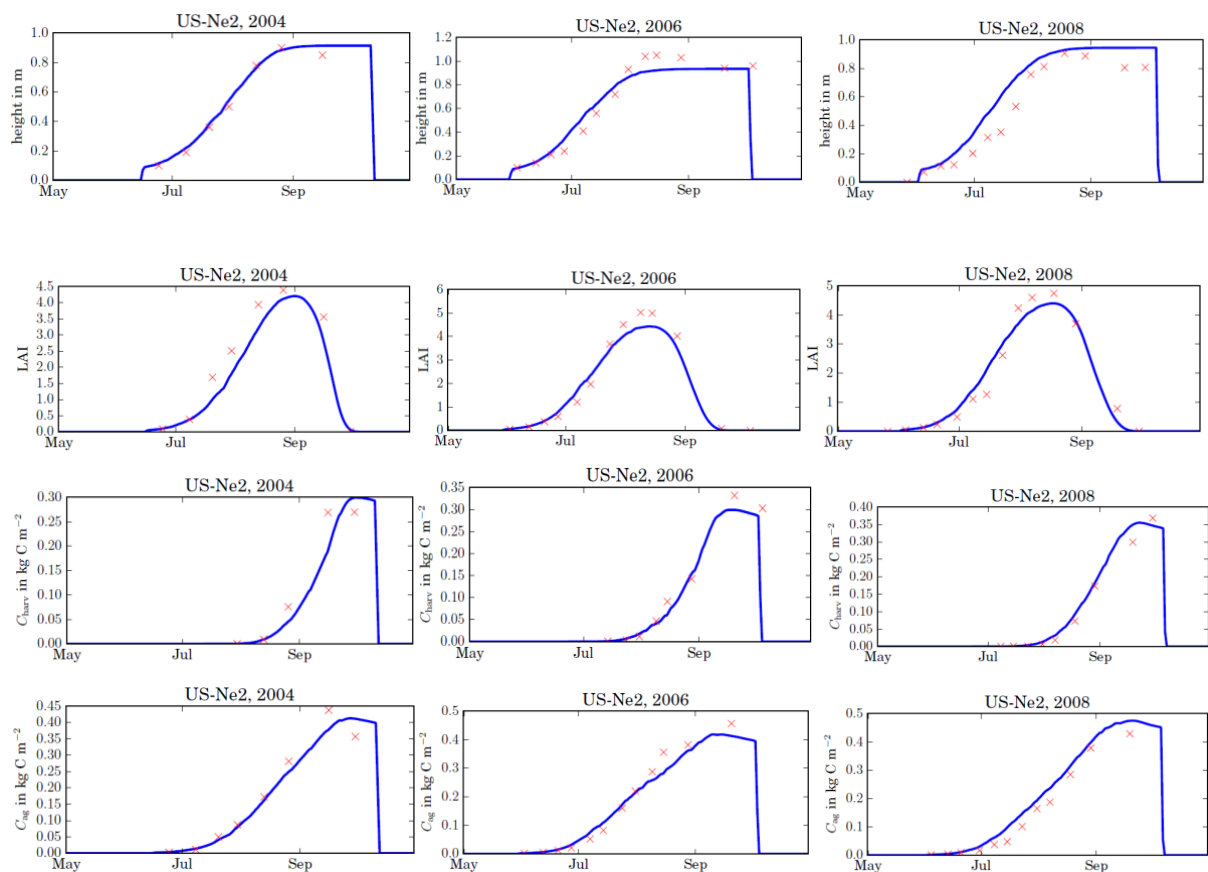 US-Ne2, 2004
US-Ne2, 2006
US-Ne2, 2008
height in m
1.0
0.8
0.6
0.4
0.2
0.0
May
Jul
Sep
height in m
1.2
1.0
0.8
0.6
0.4
0.2
0.0
May
Jul
Sep
height in m
1.0
0.8
0.6
0.4
0.2
0.0
May
Jul
Sep
US-Ne2, 2004
US-Ne2, 2006
US-Ne2, 2008
LAI
4.5
4.0
3.5
3.0
2.5
2.0
1.5
1.0
0.5
0.0
May
Jul
Sep
LAI
6
5
4
3
2
1
0
May
Jul
Sep
LAI
5
4
3
2
1
0
May
Jul
Sep
US-Ne2, 2004
US-Ne2, 2006
US-Ne2, 2008
C_harv in kg C m⁻²
0.30
0.25
0.20
0.15
0.10
0.05
0.00
May
Jul
Sep
C_harv in kg C m⁻²
0.35
0.30
0.25
0.20
0.15
0.10
0.05
0.00
May
Jul
Sep
C_harv in kg C m⁻²
0.40
0.35
0.30
0.25
0.20
0.15
0.10
0.05
0.00
May
Jul
Sep
US-Ne2, 2004
US-Ne2, 2006
US-Ne2, 2008
C_ag in kg C m⁻²
0.45
0.40
0.35
0.30
0.25
0.20
0.15
0.10
0.05
0.00
May
Jul
Sep
C_ag in kg C m⁻²
0.5
0.4
0.3
0.2
0.1
0.0
May
Jul
Sep
C_ag in kg C m⁻²
0.5
0.4
0.3
0.2
0.1
0.0
May
Jul
Sep